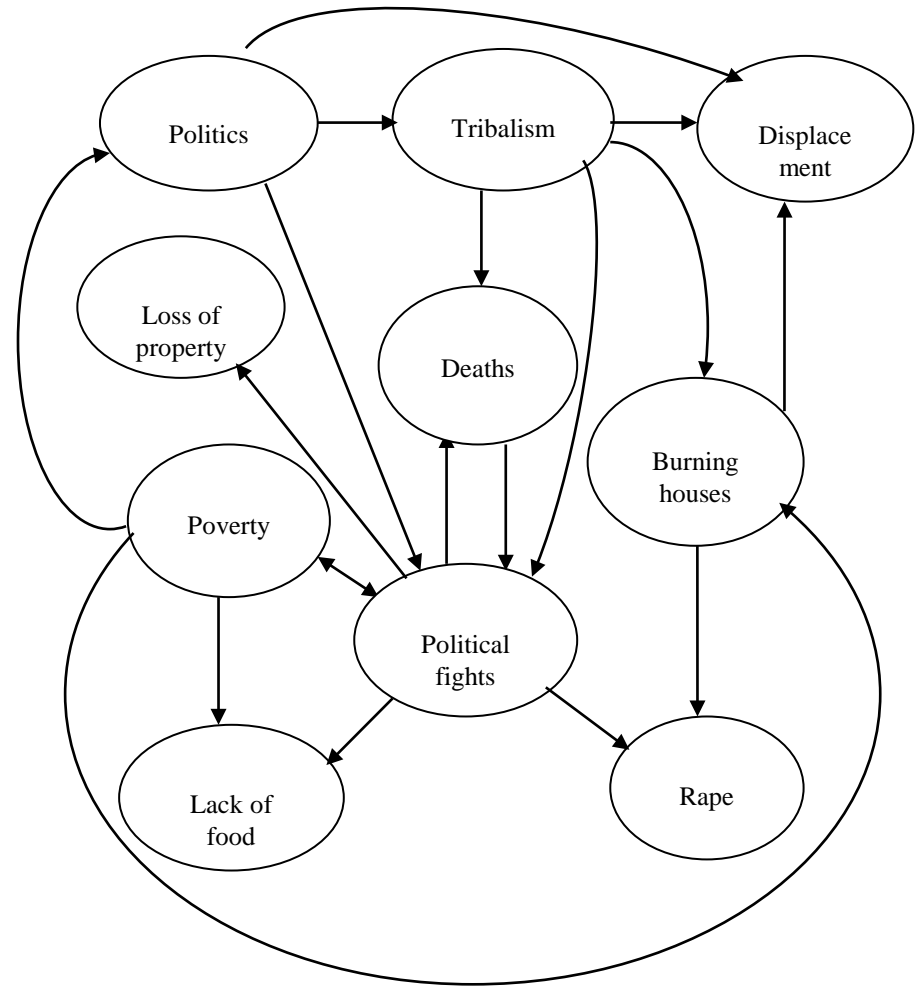 Politics
Tribalism
Displace
ment
Loss of
property
Deaths
Burning
houses
Poverty
Political
fights
Lack of
food
Rape